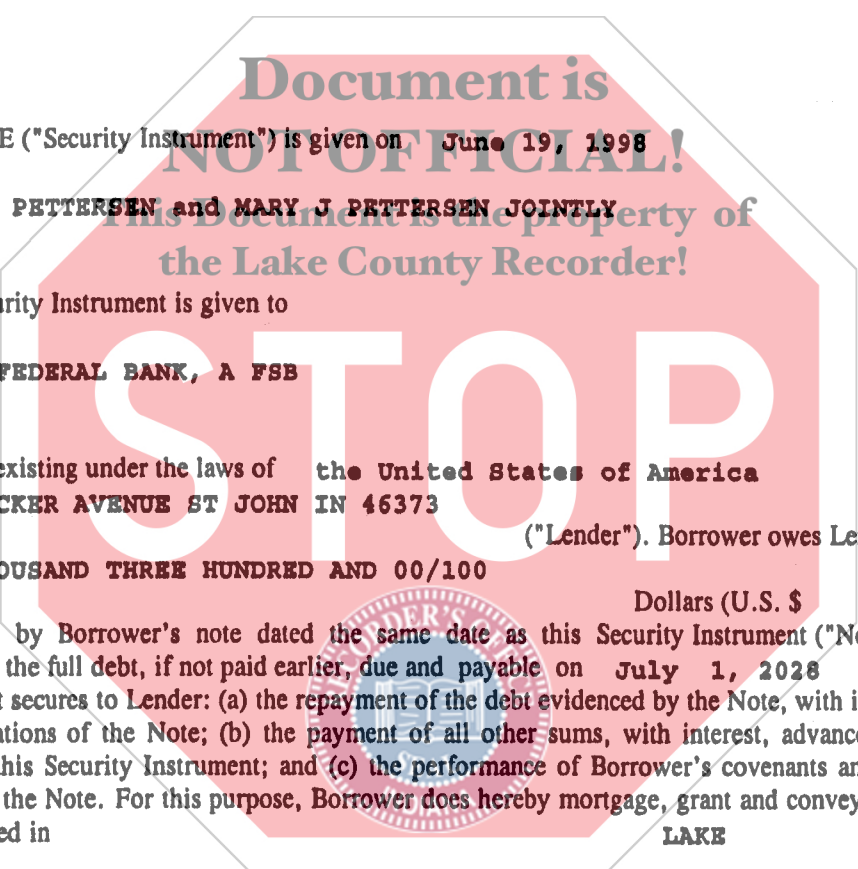 Document is
E ("Security Instrument") is given on June 19, 1998
NOT OFFICIAL!
PETTERSEN and MARY J PETTERSEN JOINTLY
This Document is the property of
the Lake County Recorder!
urity Instrument is given to
FEDERAL BANK, A FSB
STOP
existing under the laws of the United States of America
CKER AVENUE ST JOHN IN 46373
("Lender"). Borrower owes Le
OUSAND THREE HUNDRED AND 00/100
Dollars (U.S. $
by Borrower's note dated the same date as this Security Instrument ("No
the full debt, if not paid earlier, due and payable on July 1, 2028
t secures to Lender: (a) the repayment of the debt evidenced by the Note, with i
ations of the Note; (b) the payment of all other sums, with interest, advance
his Security Instrument; and (c) the performance of Borrower's covenants an
the Note. For this purpose, Borrower does hereby mortgage, grant and convey
ed in LAKE
INDIANA